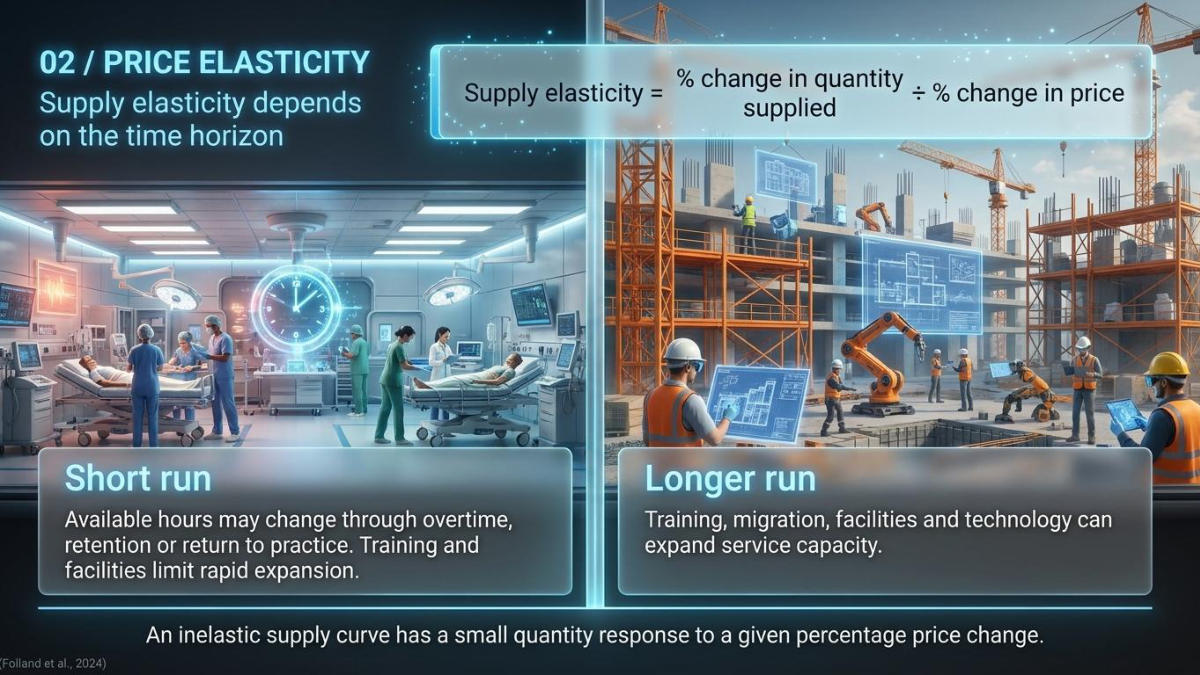 02 / PRICE ELASTICITY
Supply elasticity depends
on the time horizon
Supply elasticity = % change in quantity supplied ÷ % change in price
Short run
Available hours may change through overtime,
retention or return to practice. Training and
facilities limit rapid expansion.
Longer run
Training, migration, facilities and technology can
expand service capacity.
An inelastic supply curve has a small quantity response to a given percentage price change.
(Folland et al., 2024)